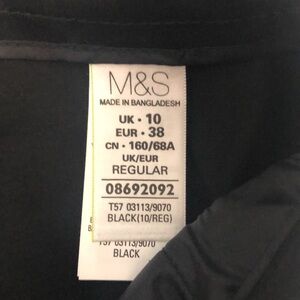 M&S
MADE IN BANGLADESH
UK • 10
EUR • 38
CN • 160/68A
UK/EUR
REGULAR
08692092
T57 03113/9070
BLACK(10/REG)
T57 03113/9070
BLACK